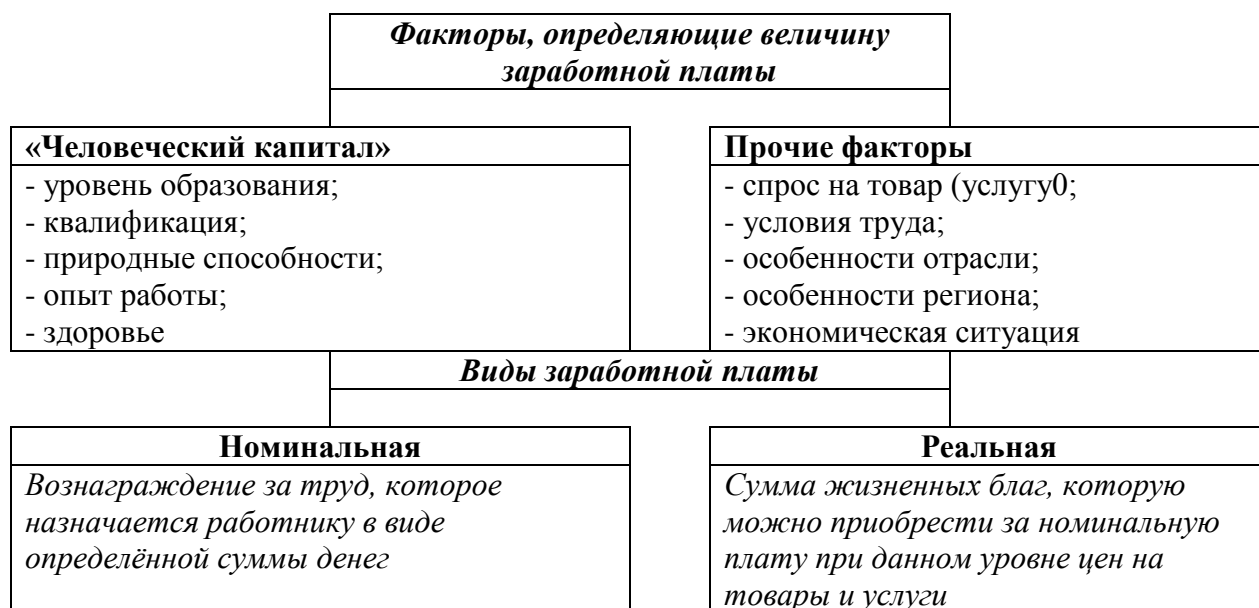 Факторы, определяющие величину
заработной платы
«Человеческий капитал»
- уровень образования;
- квалификация;
- природные способности;
- опыт работы;
- здоровье
Прочие факторы
- спрос на товар (услугу0;
- условия труда;
- особенности отрасли;
- особенности региона;
- экономическая ситуация
Виды заработной платы
Номинальная
Вознаграждение за труд, которое
назначается работнику в виде
определённой суммы денег
Реальная
Сумма жизненных благ, которую
можно приобрести за номинальную
плату при данном уровне цен на
товары и услуги